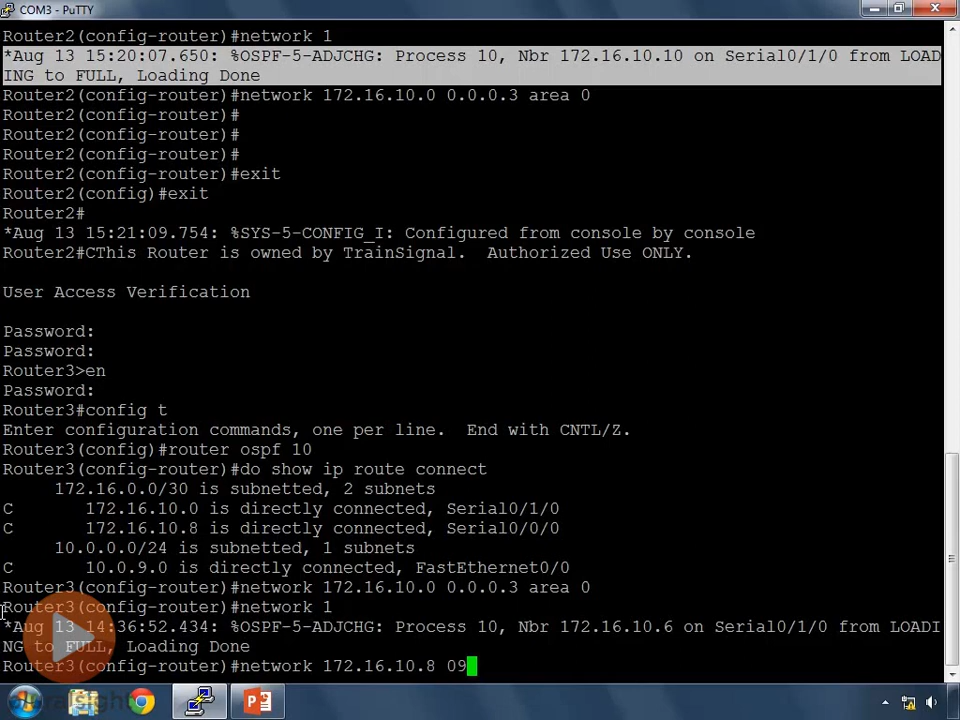 COM3 - PuTTY
Router2(config-router)#network 1
*Aug 13 15:20:07.650: %OSPF-5-ADJCHG: Process 10, Nbr 172.16.10.10 on Serial0/1/0 from LOAD
ING to FULL, Loading Done
Router2(config-router)#network 172.16.10.0 0.0.0.3 area 0
Router2(config-router)#
Router2(config-router)#
Router2(config-router)#
Router2(config-router)#exit
Router2(config)#exit
Router2#
*Aug 13 15:21:09.754: %SYS-5-CONFIG_I: Configured from console by console
Router2#CThis Router is owned by TrainSignal.  Authorized Use ONLY.
User Access Verification
Password:
Password:
Router3>en
Password:
Router3#config t
Enter configuration commands, one per line.  End with CNTL/Z.
Router3(config)#router ospf 10
Router3(config-router)#do show ip route connect
     172.16.0.0/30 is subnetted, 2 subnets
C       172.16.10.0 is directly connected, Serial0/1/0
C       172.16.10.8 is directly connected, Serial0/0/0
     10.0.0.0/24 is subnetted, 1 subnets
C       10.0.9.0 is directly connected, FastEthernet0/0
Router3(config-router)#network 172.16.10.0 0.0.0.3 area 0
Router3(config-router)#network 1
*Aug 13 14:36:52.434: %OSPF-5-ADJCHG: Process 10, Nbr 172.16.10.6 on Serial0/1/0 from LOADI
NG to FULL, Loading Done
Router3(config-router)#network 172.16.10.8 09
pluralsight